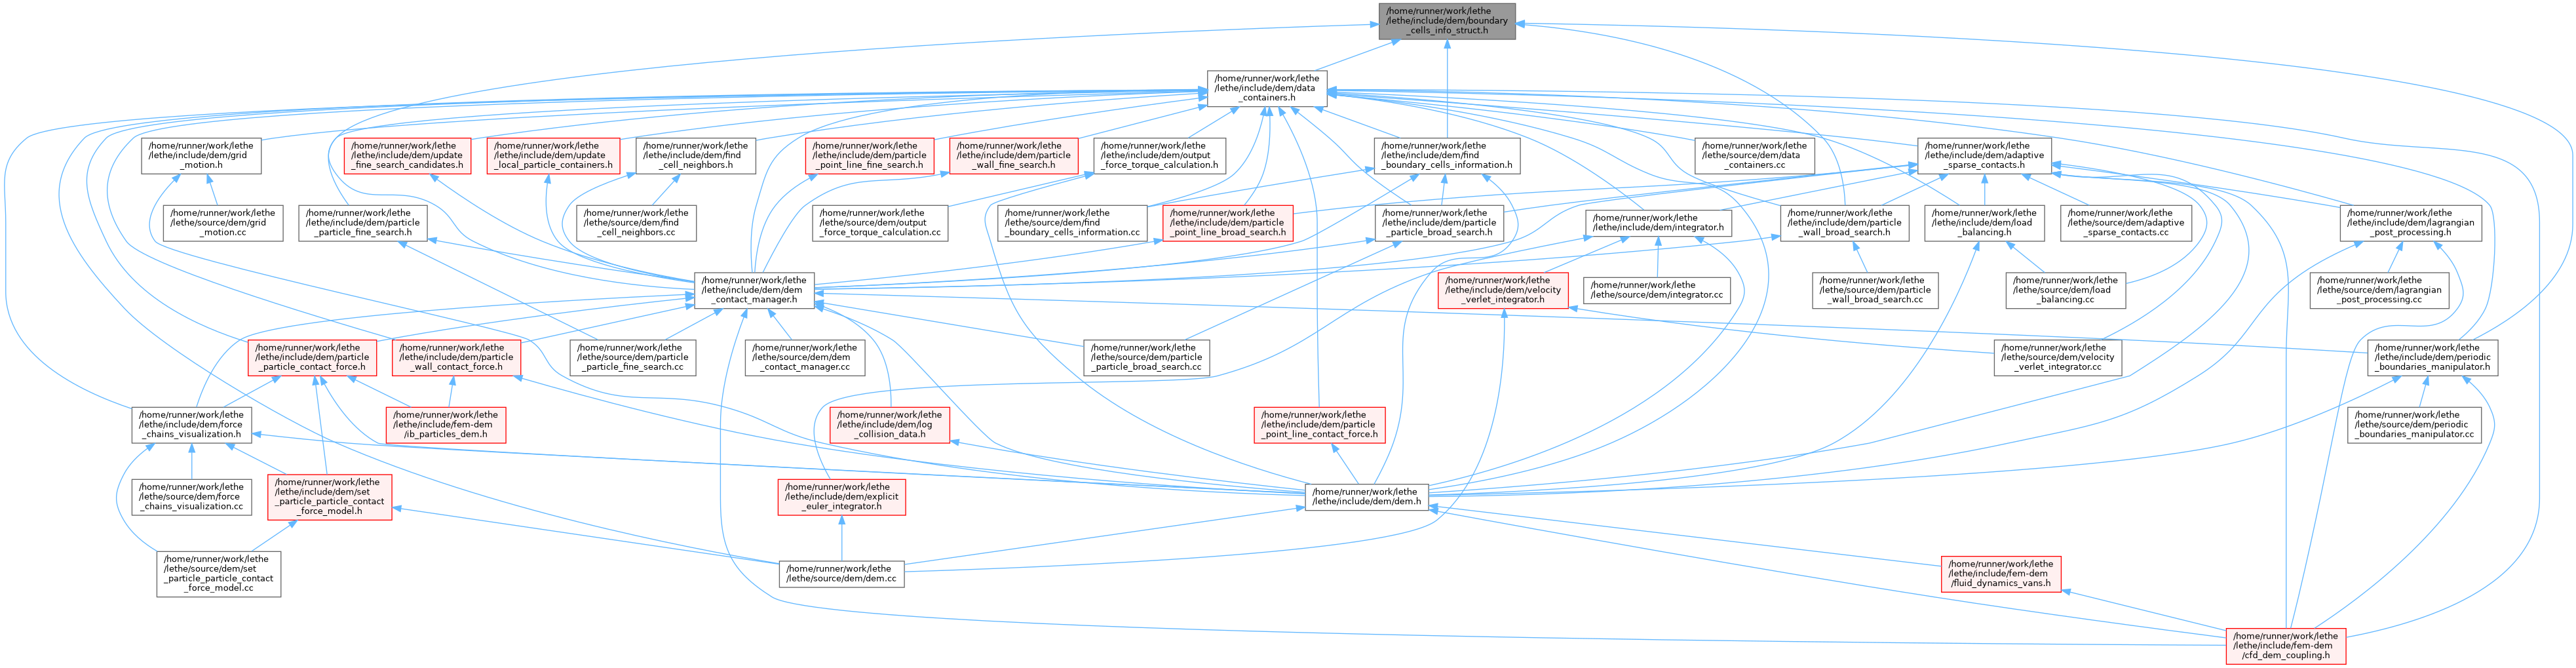 /home/runner/work/lethe
/lethe/include/dem/boundary
_cells_info_struct.h
/home/runner/work/lethe
/lethe/include/dem/data
_containers.h
/home/runner/work/lethe
/lethe/include/dem/grid
_motion.h
/home/runner/work/lethe
/lethe/include/dem/update
_fine_search_candidates.h
/home/runner/work/lethe
/lethe/include/dem/update
_local_particle_containers.h
/home/runner/work/lethe
/lethe/include/dem/find
_cell_neighbors.h
/home/runner/work/lethe
/lethe/include/dem/particle
_point_line_fine_search.h
/home/runner/work/lethe
/lethe/include/dem/particle
_wall_fine_search.h
/home/runner/work/lethe
/lethe/include/dem/output
_force_torque_calculation.h
/home/runner/work/lethe
/lethe/include/dem/find
_boundary_cells_information.h
/home/runner/work/lethe
/lethe/source/dem/data
_containers.cc
/home/runner/work/lethe
/lethe/include/dem/adaptive
_sparse_contacts.h
/home/runner/work/lethe
/lethe/source/dem/grid
_motion.cc
/home/runner/work/lethe
/lethe/include/dem/particle
_particle_fine_search.h
/home/runner/work/lethe
/lethe/source/dem/find
_cell_neighbors.cc
/home/runner/work/lethe
/lethe/source/dem/output
_force_torque_calculation.cc
/home/runner/work/lethe
/lethe/source/dem/find
_boundary_cells_information.cc
/home/runner/work/lethe
/lethe/include/dem/particle
_point_line_broad_search.h
/home/runner/work/lethe
/lethe/include/dem/particle
_particle_broad_search.h
/home/runner/work/lethe
/lethe/include/dem/integrator.h
/home/runner/work/lethe
/lethe/include/dem/particle
_wall_broad_search.h
/home/runner/work/lethe
/lethe/include/dem/load
_balancing.h
/home/runner/work/lethe
/lethe/source/dem/adaptive
_sparse_contacts.cc
/home/runner/work/lethe
/lethe/include/dem/lagrangian
_post_processing.h
/home/runner/work/lethe
/lethe/include/dem/dem
_contact_manager.h
/home/runner/work/lethe
/lethe/include/dem/velocity
_verlet_integrator.h
/home/runner/work/lethe
/lethe/source/dem/integrator.cc
/home/runner/work/lethe
/lethe/source/dem/particle
_wall_broad_search.cc
/home/runner/work/lethe
/lethe/source/dem/load
_balancing.cc
/home/runner/work/lethe
/lethe/source/dem/lagrangian
_post_processing.cc
/home/runner/work/lethe
/lethe/include/dem/particle
_particle_contact_force.h
/home/runner/work/lethe
/lethe/include/dem/particle
_wall_contact_force.h
/home/runner/work/lethe
/lethe/source/dem/particle
_particle_fine_search.cc
/home/runner/work/lethe
/lethe/source/dem/dem
_contact_manager.cc
/home/runner/work/lethe
/lethe/source/dem/particle
_particle_broad_search.cc
/home/runner/work/lethe
/lethe/source/dem/velocity
_verlet_integrator.cc
/home/runner/work/lethe
/lethe/include/dem/periodic
_boundaries_manipulator.h
/home/runner/work/lethe
/lethe/include/dem/force
_chains_visualization.h
/home/runner/work/lethe
/lethe/include/fem-dem
/ib_particles_dem.h
/home/runner/work/lethe
/lethe/include/dem/log
_collision_data.h
/home/runner/work/lethe
/lethe/include/dem/particle
_point_line_contact_force.h
/home/runner/work/lethe
/lethe/source/dem/periodic
_boundaries_manipulator.cc
/home/runner/work/lethe
/lethe/source/dem/force
_chains_visualization.cc
/home/runner/work/lethe
/lethe/include/dem/set
_particle_particle_contact
_force_model.h
/home/runner/work/lethe
/lethe/include/dem/explicit
_euler_integrator.h
/home/runner/work/lethe
/lethe/include/dem/dem.h
/home/runner/work/lethe
/lethe/source/dem/set
_particle_particle_contact
_force_model.cc
/home/runner/work/lethe
/lethe/source/dem/dem.cc
/home/runner/work/lethe
/lethe/include/fem-dem
/fluid_dynamics_vans.h
/home/runner/work/lethe
/lethe/include/fem-dem
/cfd_dem_coupling.h